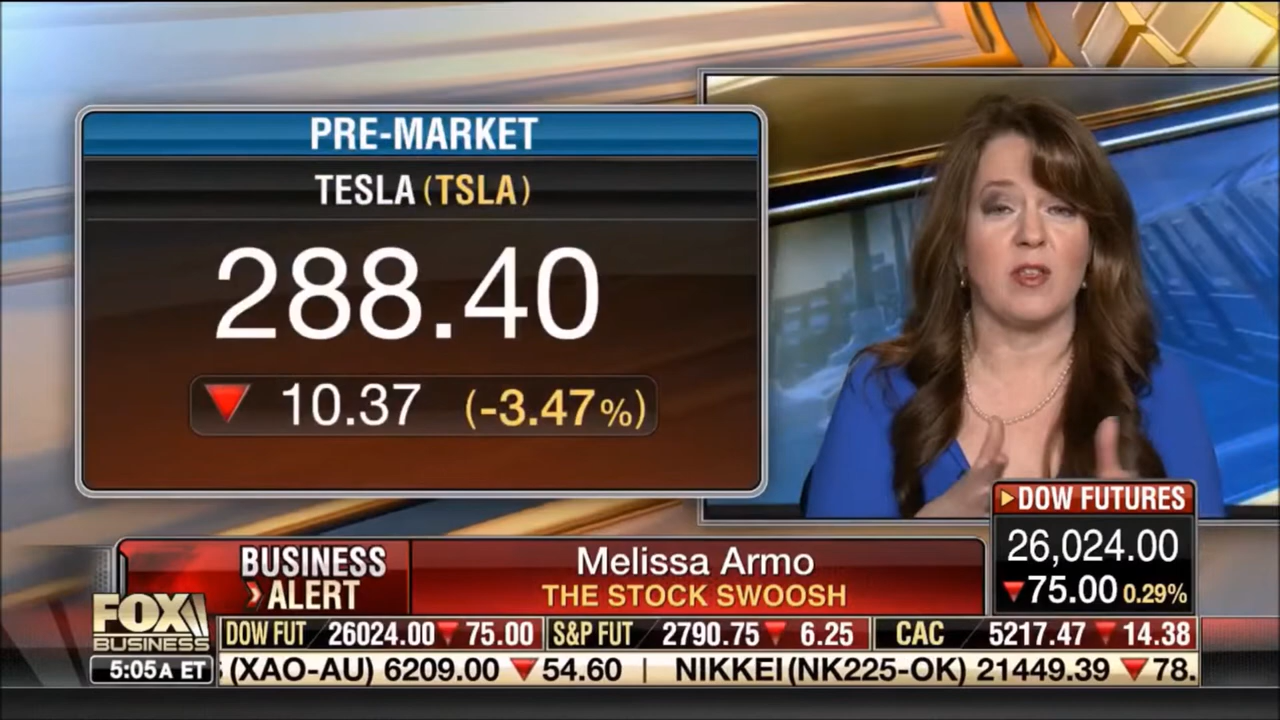 PRE-MARKET
TESLA (TSLA)
288.40
▼ 10.37 (-3.47%)
DOW FUTURES
26,024.00
▼75.00 0.29%
BUSINESS ALERT
Melissa Armo
THE STOCK SWOOSH
FOX BUSINESS
5:05A ET
DOW FUT 26024.00 ▼ 75.00 S&P FUT 2790.75 ▼ 6.25 CAC 5217.47 ▼ 14.38
(XAO-AU) 6209.00 ▼54.60 | NIKKEI (NK225-OK) 21449.39 ▼78.